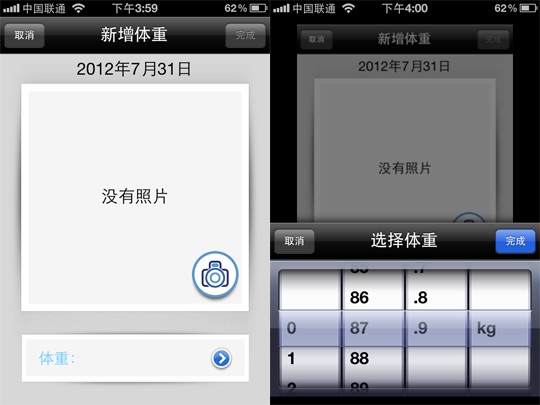 中国联通 下午3:59 62%
取消 新增体重 完成
2012年7月31日
没有照片
体重:
中国联通 下午4:00 62%
取消 新增体重 完成
2012年7月31日
没有照片
取消 选择体重 完成
85 .7
86 .8
0 87 .9 kg
1 88
2 89